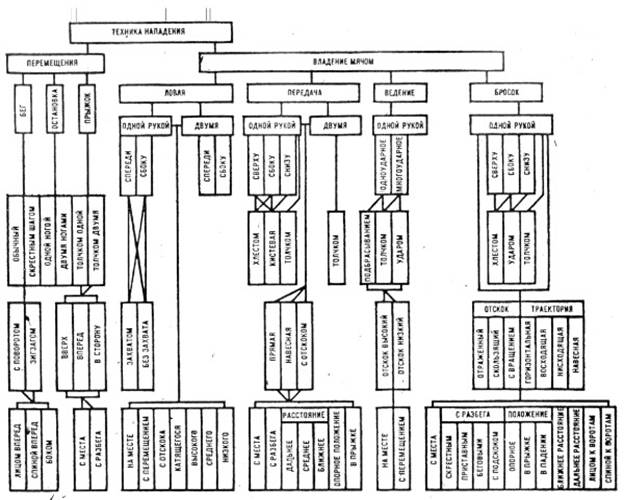 ТЕХНИКА НАПАДЕНИЯ
ПЕРЕМЕЩЕНИЯ
ВЛАДЕНИЕ МЯЧОМ
БЕГ
ОСТАНОВКА
ПРЫЖОК
ЛОВЛЯ
ПЕРЕДАЧА
ВЕДЕНИЕ
БРОСОК
ОДНОЙ РУКОЙ
ДВУМЯ
ОДНОЙ РУКОЙ
ДВУМЯ
ОДНОЙ РУКОЙ
ОДНОЙ РУКОЙ
СПЕРЕДИ
СБОКУ
СПЕРЕДИ
СБОКУ
СВЕРХУ
СБОКУ
СНИЗУ
ОДНОУДАРНОЕ
МНОГОУДАРНОЕ
СВЕРХУ
СБОКУ
СНИЗУ
ОБЫЧНЫЙ
СКРЕСТНЫМ ШАГОМ
ОДНОЙ НОГОЙ
ДВУМЯ НОГАМИ
ТОЛЧКОМ ОДНОЙ
ТОЛЧКОМ ДВУМЯ
ХЛЕСТОМ
КИСТЕВАЯ
ТОЛЧКОМ
ТОЛЧКОМ
ПОДБРАСЫВАНИЕМ
ТОЛЧКОМ
УДАРОМ
ХЛЕСТОМ
УДАРОМ
ТОЛЧКОМ
С ПОВОРОТОМ
ЗИГЗАГОМ
ВВЕРХ
ВПЕРЕД
В СТОРОНУ
ЗАХВАТОМ
БЕЗ ЗАХВАТА
ПРЯМАЯ
НАВЕСНАЯ
С ОТСКОКОМ
ОТСКОК ВЫСОКИЙ
ОТСКОК НИЗКИЙ
ОТСКОК
ТРАЕКТОРИЯ
ОТРАЖЕННЫЙ
СКОЛЬЗЯЩИЙ
С ВРАЩЕНИЕМ
ГОРИЗОНТАЛЬНАЯ
ВОСХОДЯЩАЯ
НИСХОДЯЩАЯ
НАВЕСНАЯ
ЛИЦОМ ВПЕРЕД
СПИНОЙ ВПЕРЕД
БОКОМ
С МЕСТА
С РАЗБЕГА
НА МЕСТЕ
С ПЕРЕМЕЩЕНИЕМ
С ОТСКОКА
КАТЯЩЕГОСЯ
ВЫСОКОГО
СРЕДНЕГО
НИЗКОГО
С МЕСТА
С РАЗБЕГА
РАССТОЯНИЕ
ДАЛЬНЕЕ
СРЕДНЕЕ
БЛИЖНЕЕ
ОПОРНОЕ ПОЛОЖЕНИЕ
В ПРЫЖКЕ
НА МЕСТЕ
С ПЕРЕМЕЩЕНИЕМ
С МЕСТА
С РАЗБЕГА
СКРЕСТНЫМ
ПРИСТАВНЫМ
БЕГОВЫМИ
С ПОДСКОКОМ
ПОЛОЖЕНИЕ
ОПОРНОЕ
В ПРЫЖКЕ
В ПАДЕНИИ
БЛИЖНЕЕ РАССТОЯНИЕ
ДАЛЬНЕЕ РАССТОЯНИЕ
ЛИЦОМ К ВОРОТАМ
СПИНОЙ К ВОРОТАМ